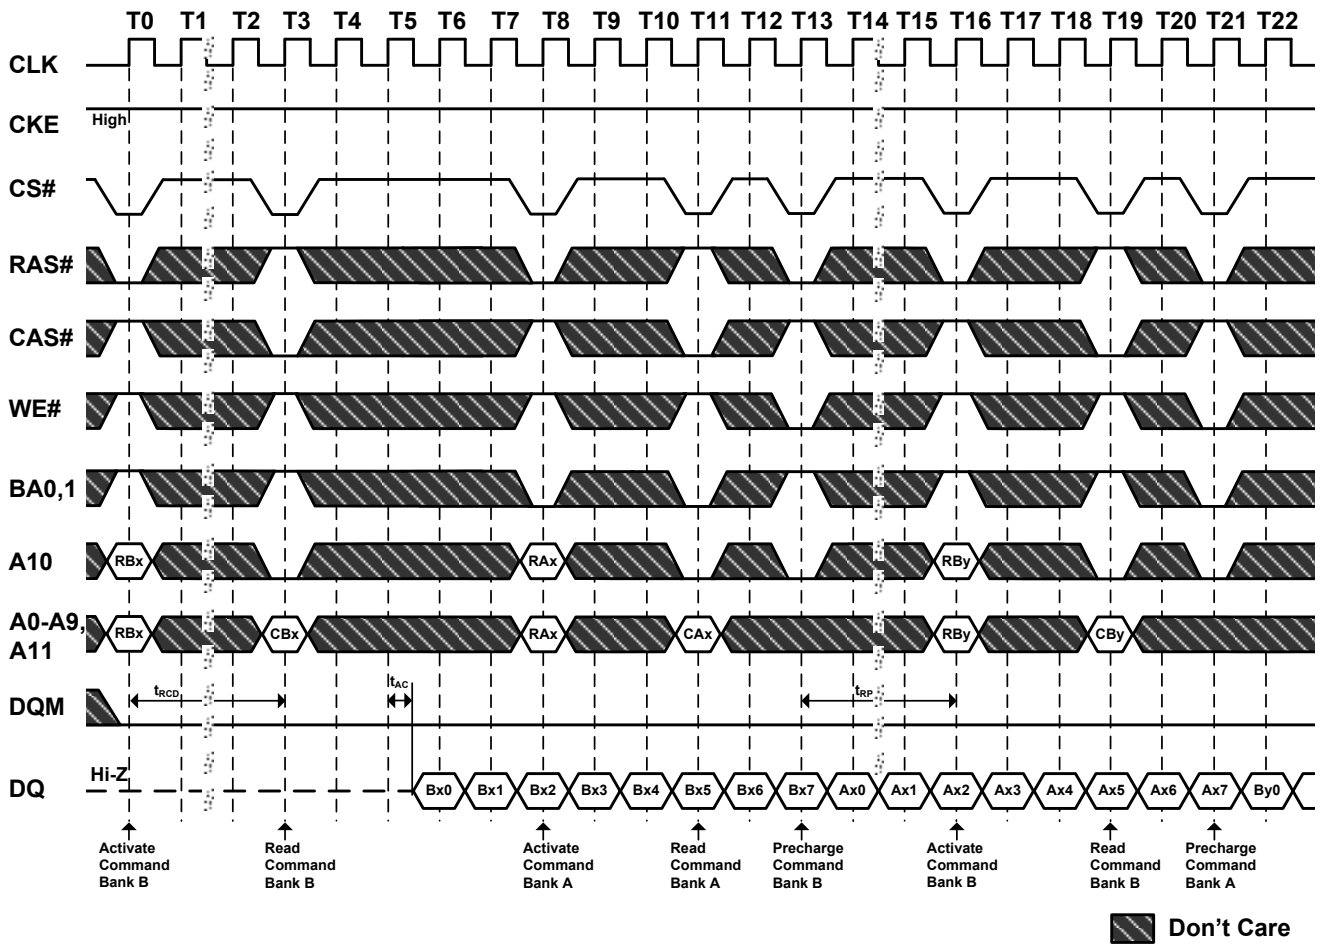 T0 T1 T2 T3 T4 T5 T6 T7 T8 T9 T10 T11 T12 T13 T14 T15 T16 T17 T18 T19 T20 T21 T22
CLK
CKE High
CS#
RAS#
CAS#
WE#
BA0,1
A10 RBx RAx RBy
A0-A9,
A11 RBx CBx RAx CAx RBy CBy
tRCD tAC tRP
DQM
DQ Hi-Z Bx0 Bx1 Bx2 Bx3 Bx4 Bx5 Bx6 Bx7 Ax0 Ax1 Ax2 Ax3 Ax4 Ax5 Ax6 Ax7 By0
Activate
Command
Bank B
Read
Command
Bank B
Activate
Command
Bank A
Read
Command
Bank A
Precharge
Command
Bank B
Activate
Command
Bank B
Read
Command
Bank B
Precharge
Command
Bank A
Don't Care